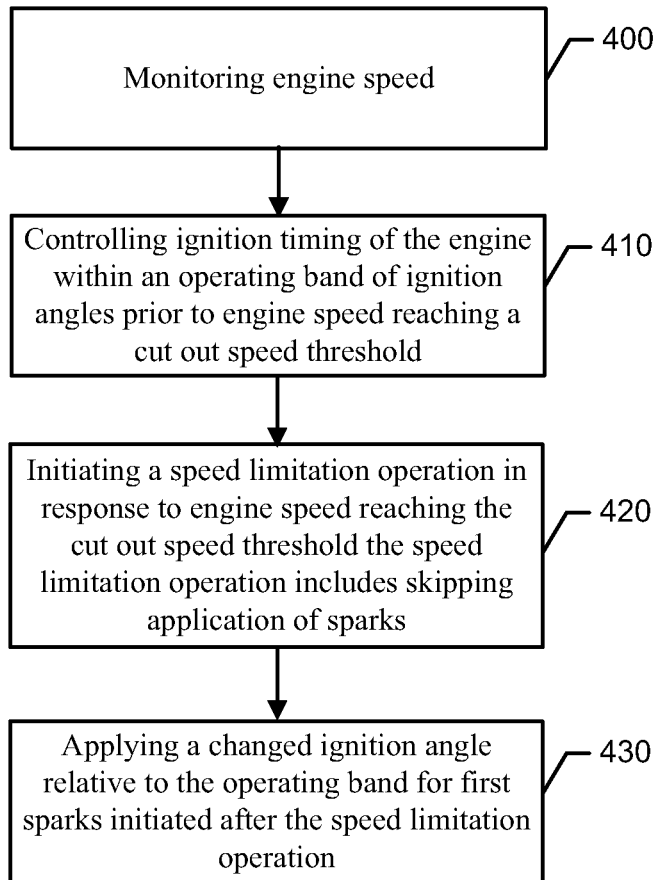 Monitoring engine speed
400
Controlling ignition timing of the engine
within an operating band of ignition
angles prior to engine speed reaching a
cut out speed threshold
410
Initiating a speed limitation operation in
response to engine speed reaching the
cut out speed threshold the speed
limitation operation includes skipping
application of sparks
420
Applying a changed ignition angle
relative to the operating band for first
sparks initiated after the speed limitation
operation
430